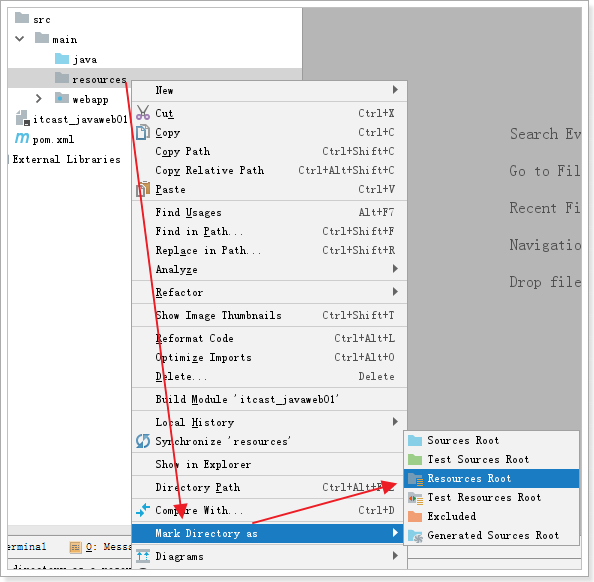 src
main
java
resources
webapp
itcast_javaweb01
pom.xml
External Libraries
New
Cut Ctrl+X
Copy Ctrl+C
Copy Path Ctrl+Shift+C
Copy Relative Path Ctrl+Alt+Shift+C
Paste Ctrl+V
Find Usages Alt+F7
Find in Path... Ctrl+Shift+F
Replace in Path... Ctrl+Shift+R
Analyze
Refactor
Show Image Thumbnails Ctrl+Shift+T
Reformat Code Ctrl+Alt+L
Optimize Imports Ctrl+Alt+O
Delete... Delete
Build Module 'itcast_javaweb01'
Local History
Synchronize 'resources'
Show in Explorer
Directory Path
Compare With... Ctrl+D
Mark Directory as
Diagrams
Sources Root
Test Sources Root
Resources Root
Test Resources Root
Excluded
Generated Sources Root
Search Ev
Go to Fil
Recent Fi
Navigatio
Drop file
erminal 0: Messa